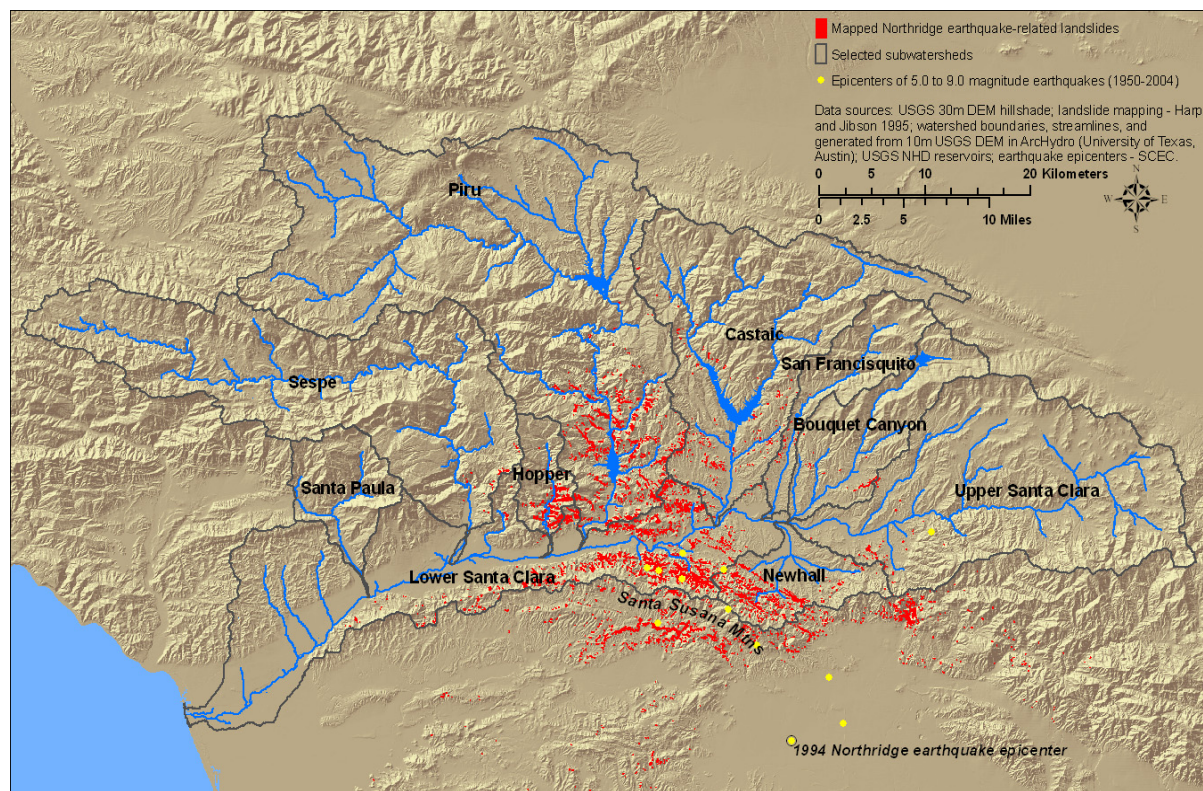 Mapped Northridge earthquake-related landslides
Selected subwatersheds
Epicenters of 5.0 to 9.0 magnitude earthquakes (1950-2004)
Data sources: USGS 30m DEM hillshade; landslide mapping - Harp
and Jibson 1995; watershed boundaries, streamlines, and
generated from 10m USGS DEM in ArcHydro (University of Texas,
Austin); USGS NHD reservoirs; earthquake epicenters - SCEC.
0 5 10 20 Kilometers
0 2.5 5 10 Miles
N
W E
S
Piru
Castaic
San Francisquito
Sespe
Bouquet Canyon
Hopper
Santa Paula
Upper Santa Clara
Lower Santa Clara
Newhall
Santa Susana Mtns
1994 Northridge earthquake epicenter